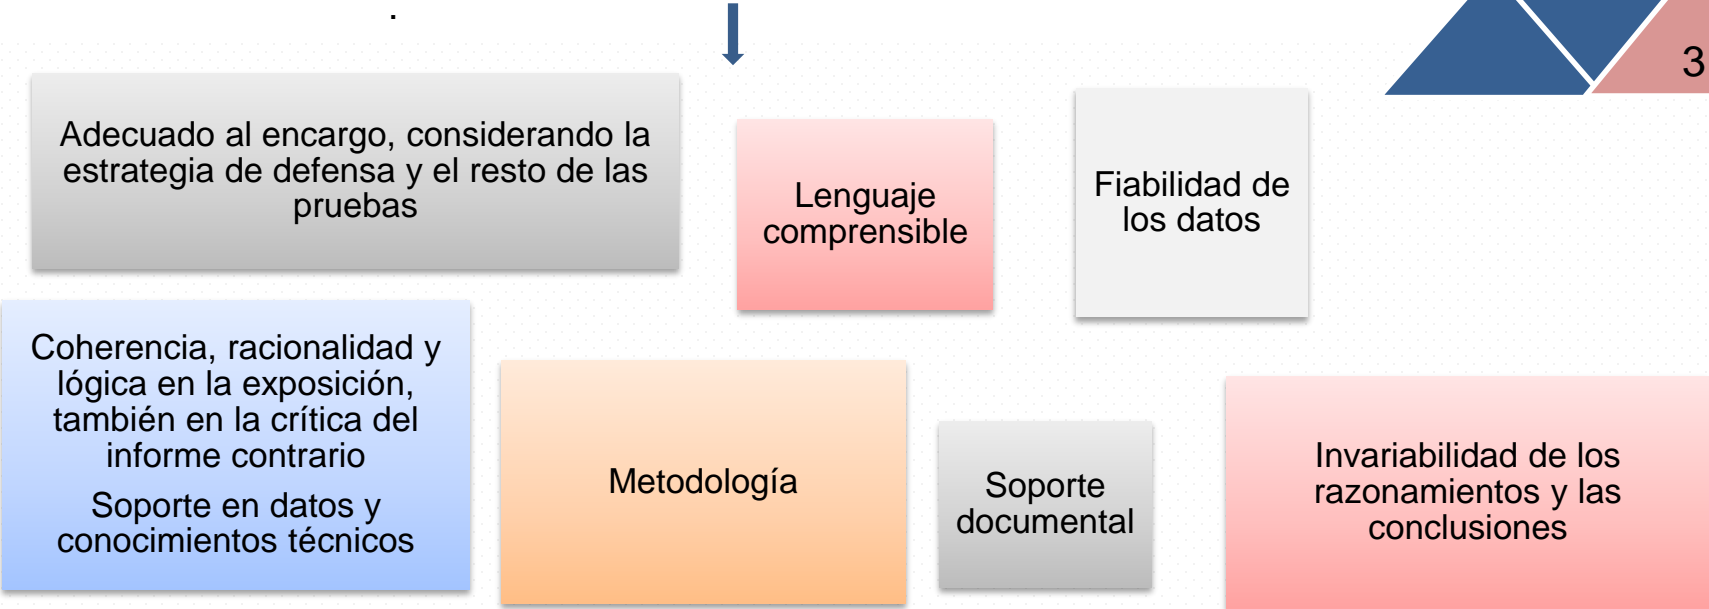 .
3
Adecuado al encargo, considerando la
estrategia de defensa y el resto de las
pruebas
Lenguaje
comprensible
Fiabilidad de
los datos
Coherencia, racionalidad y
lógica en la exposición,
también en la crítica del
informe contrario
Soporte en datos y
conocimientos técnicos
Metodología
Soporte
documental
Invariabilidad de los
razonamientos y las
conclusiones